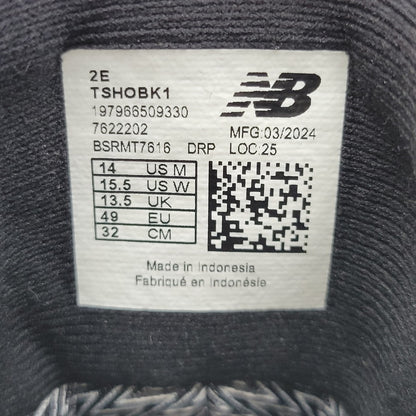 2E
TSHOBK1
NB
197966509330
7622202 MFG:03/2024
BSRMT7616 DRP LOC:25
14 US M
15.5 US W
13.5 UK
49 EU
32 CM
Made in Indonesia
Fabriqué en Indonésie